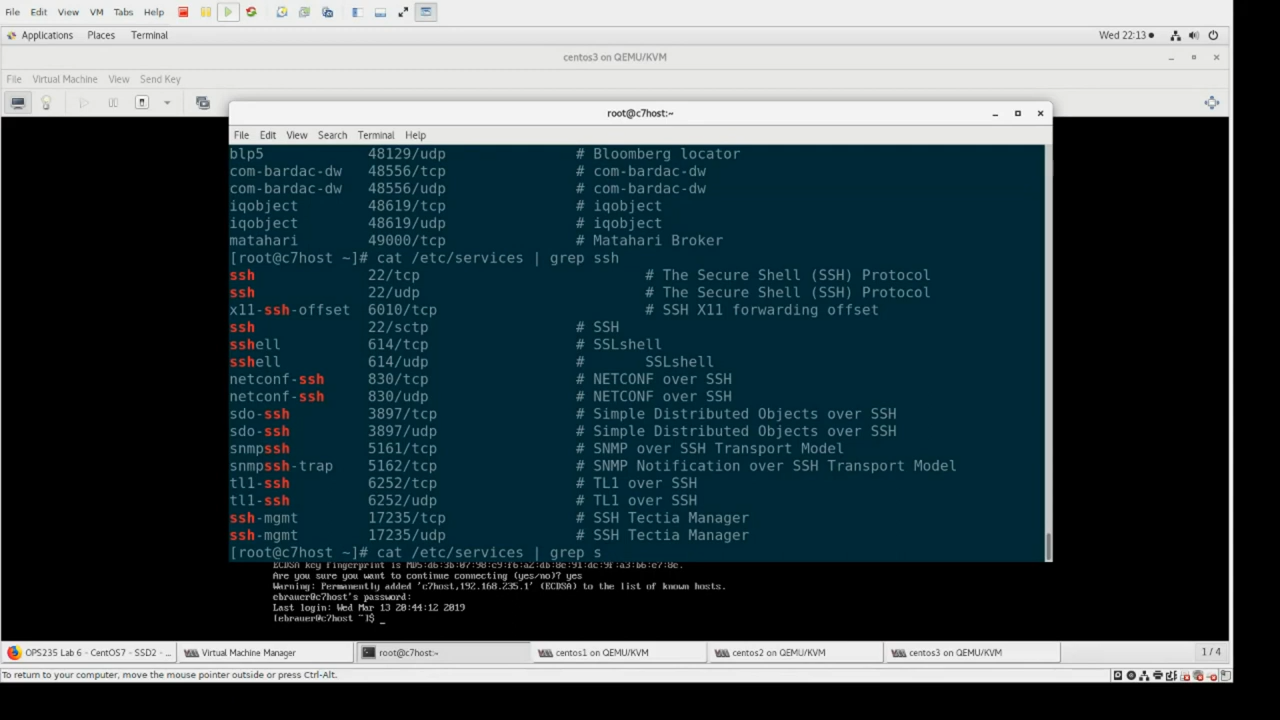 File Edit View VM Tabs Help
Applications Places Terminal Wed 22:13
centos3 on QEMU/KVM
File Virtual Machine View Send Key
root@c7host:~
File Edit View Search Terminal Help
blp5 48129/udp # Bloomberg locator
com-bardac-dw 48556/tcp # com-bardac-dw
com-bardac-dw 48556/udp # com-bardac-dw
iqobject 48619/tcp # iqobject
iqobject 48619/udp # iqobject
matahari 49000/tcp # Matahari Broker
[root@c7host ~]# cat /etc/services | grep ssh
ssh 22/tcp # The Secure Shell (SSH) Protocol
ssh 22/udp # The Secure Shell (SSH) Protocol
x11-ssh-offset 6010/tcp # SSH X11 forwarding offset
ssh 22/sctp # SSH
sshell 614/tcp # SSLshell
sshell 614/udp # SSLshell
netconf-ssh 830/tcp # NETCONF over SSH
netconf-ssh 830/udp # NETCONF over SSH
sdo-ssh 3897/tcp # Simple Distributed Objects over SSH
sdo-ssh 3897/udp # Simple Distributed Objects over SSH
snmpssh 5161/tcp # SNMP over SSH Transport Model
snmpssh-trap 5162/tcp # SNMP Notification over SSH Transport Model
tl1-ssh 6252/tcp # TL1 over SSH
tl1-ssh 6252/udp # TL1 over SSH
ssh-mgmt 17235/tcp # SSH Tectia Manager
ssh-mgmt 17235/udp # SSH Tectia Manager
[root@c7host ~]# cat /etc/services | grep s
ECDSA key fingerprint is
Are you sure you want to continue connecting (yes/no)? yes
Warning: Permanently added 'c7host,192.168.235.1' (ECDSA) to the list of known hosts.
ebrauer@c7host's password:
Last login: Wed Mar 13 20:44:12 2019
[ebrauer@c7host ~]$ _
OPS235 Lab 6 - CentOS7 - SSD2 - ... Virtual Machine Manager root@c7host:~ centos1 on QEMU/KVM centos2 on QEMU/KVM centos3 on QEMU/KVM 1 / 4
To return to your computer, move the mouse pointer outside or press Ctrl-Alt.